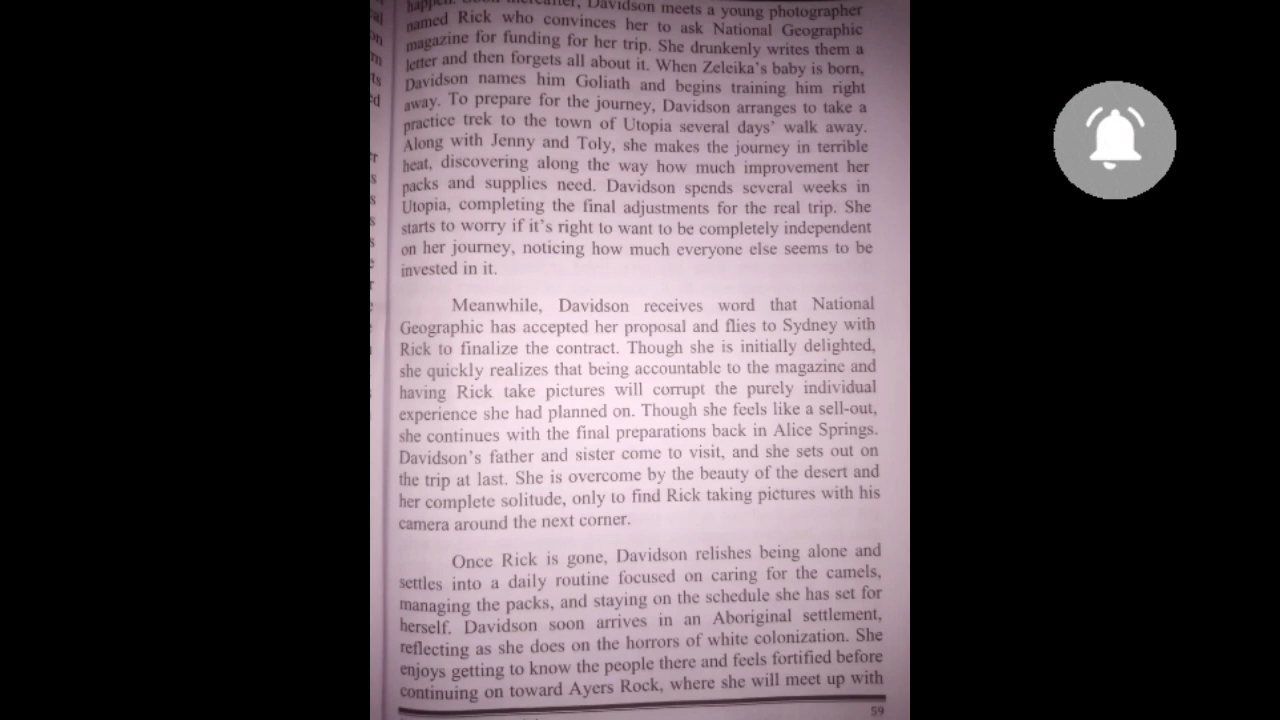 happen. Soon thereafter, Davidson meets a young photographer
named Rick who convinces her to ask National Geographic
magazine for funding for her trip. She drunkenly writes them a
letter and then forgets all about it. When Zeleika's baby is born,
Davidson names him Goliath and begins training him right
away. To prepare for the journey, Davidson arranges to take a
practice trek to the town of Utopia several days' walk away.
Along with Jenny and Toly, she makes the journey in terrible
heat, discovering along the way how much improvement her
packs and supplies need. Davidson spends several weeks in
Utopia, completing the final adjustments for the real trip. She
starts to worry if it's right to want to be completely independent
on her journey, noticing how much everyone else seems to be
invested in it.
Meanwhile, Davidson receives word that National
Geographic has accepted her proposal and flies to Sydney with
Rick to finalize the contract. Though she is initially delighted,
she quickly realizes that being accountable to the magazine and
having Rick take pictures will corrupt the purely individual
experience she had planned on. Though she feels like a sell-out,
she continues with the final preparations back in Alice Springs.
Davidson's father and sister come to visit, and she sets out on
the trip at last. She is overcome by the beauty of the desert and
her complete solitude, only to find Rick taking pictures with his
camera around the next corner.
Once Rick is gone, Davidson relishes being alone and
settles into a daily routine focused on caring for the camels,
managing the packs, and staying on the schedule she has set for
herself. Davidson soon arrives in an Aboriginal settlement,
reflecting as she does on the horrors of white colonization. She
enjoys getting to know the people there and feels fortified before
continuing on toward Ayers Rock, where she will meet up with
59